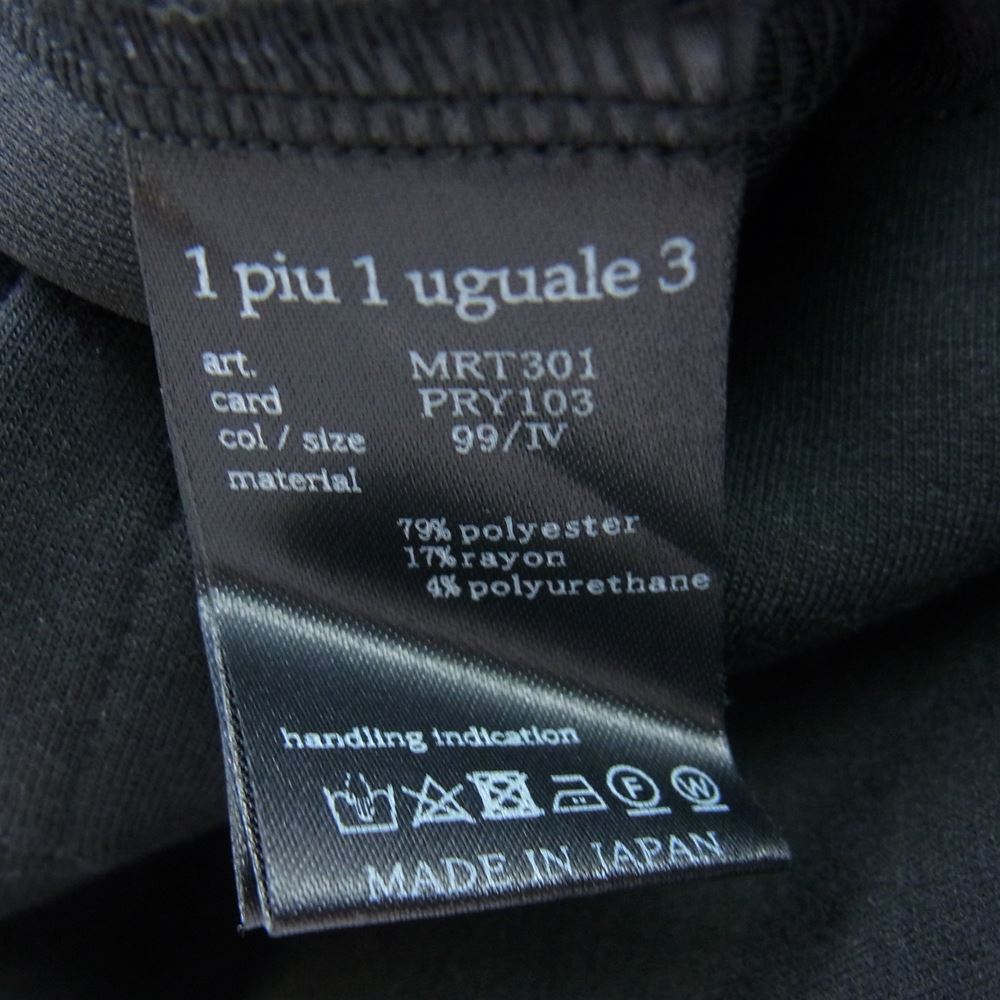 1 piu 1 uguale 3
art. MRT301
card PRY103
col / size 99/IV
material
79% polyester
17% rayon
4% polyurethane
handling indication
F W
MADE IN JAPAN